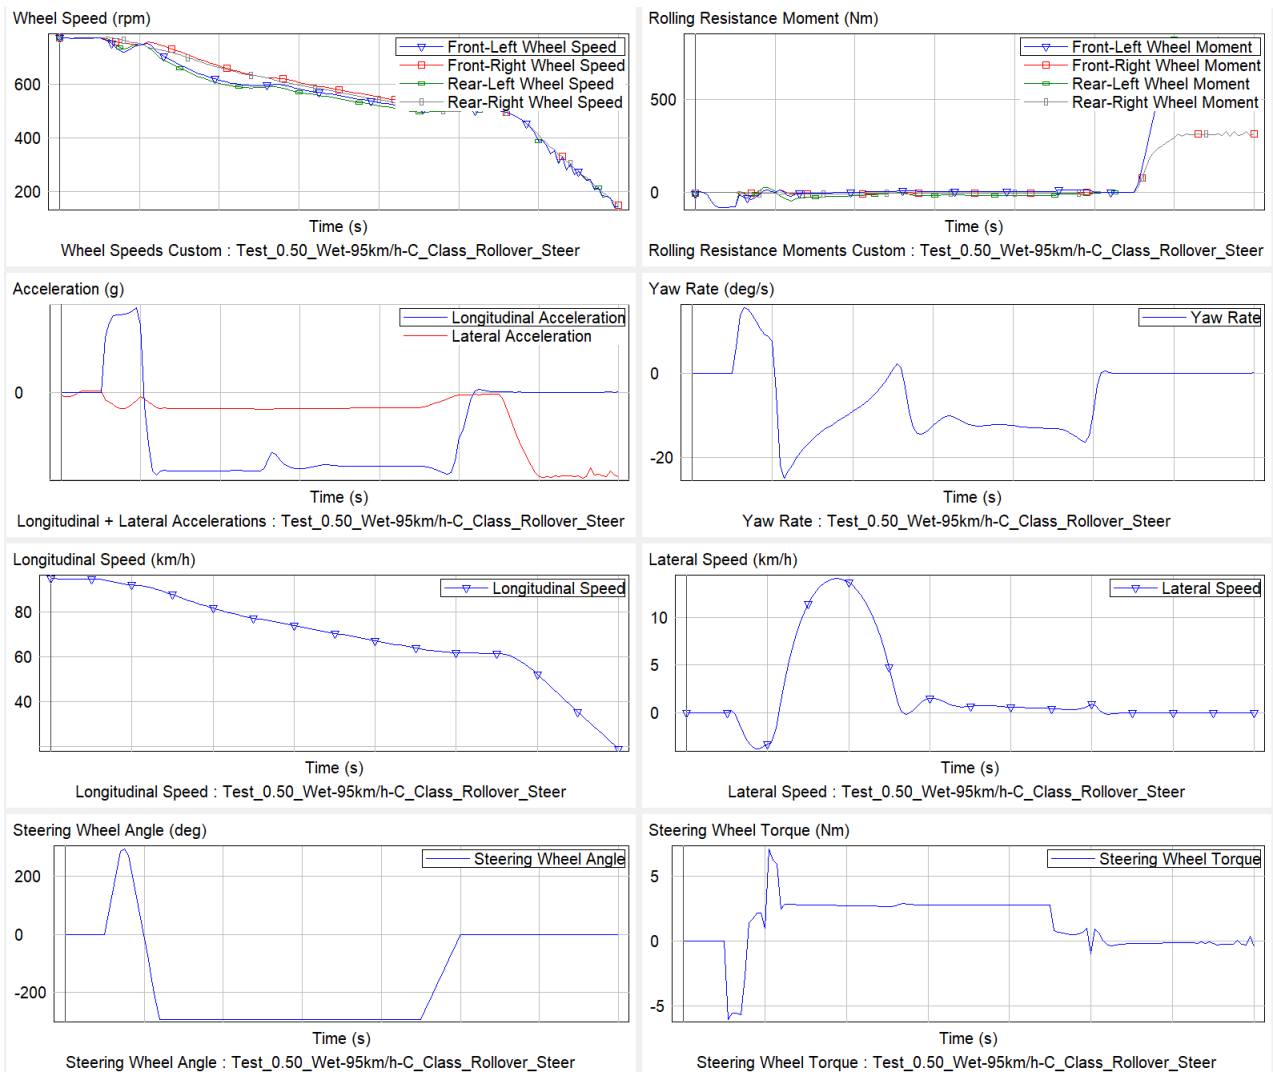 Wheel Speed (rpm)
Front-Left Wheel Speed
Front-Right Wheel Speed
Rear-Left Wheel Speed
Rear-Right Wheel Speed
600
400
200
Time (s)
Wheel Speeds Custom : Test_0.50_Wet-95km/h-C_Class_Rollover_Steer
Rolling Resistance Moment (Nm)
Front-Left Wheel Moment
Front-Right Wheel Moment
Rear-Left Wheel Moment
Rear-Right Wheel Moment
500
0
Time (s)
Rolling Resistance Moments Custom : Test_0.50_Wet-95km/h-C_Class_Rollover_Steer
Acceleration (g)
Longitudinal Acceleration
Lateral Acceleration
0
Time (s)
Longitudinal + Lateral Accelerations : Test_0.50_Wet-95km/h-C_Class_Rollover_Steer
Yaw Rate (deg/s)
Yaw Rate
0
-20
Time (s)
Yaw Rate : Test_0.50_Wet-95km/h-C_Class_Rollover_Steer
Longitudinal Speed (km/h)
Longitudinal Speed
80
60
40
Time (s)
Longitudinal Speed : Test_0.50_Wet-95km/h-C_Class_Rollover_Steer
Lateral Speed (km/h)
Lateral Speed
10
5
0
Time (s)
Lateral Speed : Test_0.50_Wet-95km/h-C_Class_Rollover_Steer
Steering Wheel Angle (deg)
Steering Wheel Angle
200
0
-200
Time (s)
Steering Wheel Angle : Test_0.50_Wet-95km/h-C_Class_Rollover_Steer
Steering Wheel Torque (Nm)
Steering Wheel Torque
5
0
-5
Time (s)
Steering Wheel Torque : Test_0.50_Wet-95km/h-C_Class_Rollover_Steer